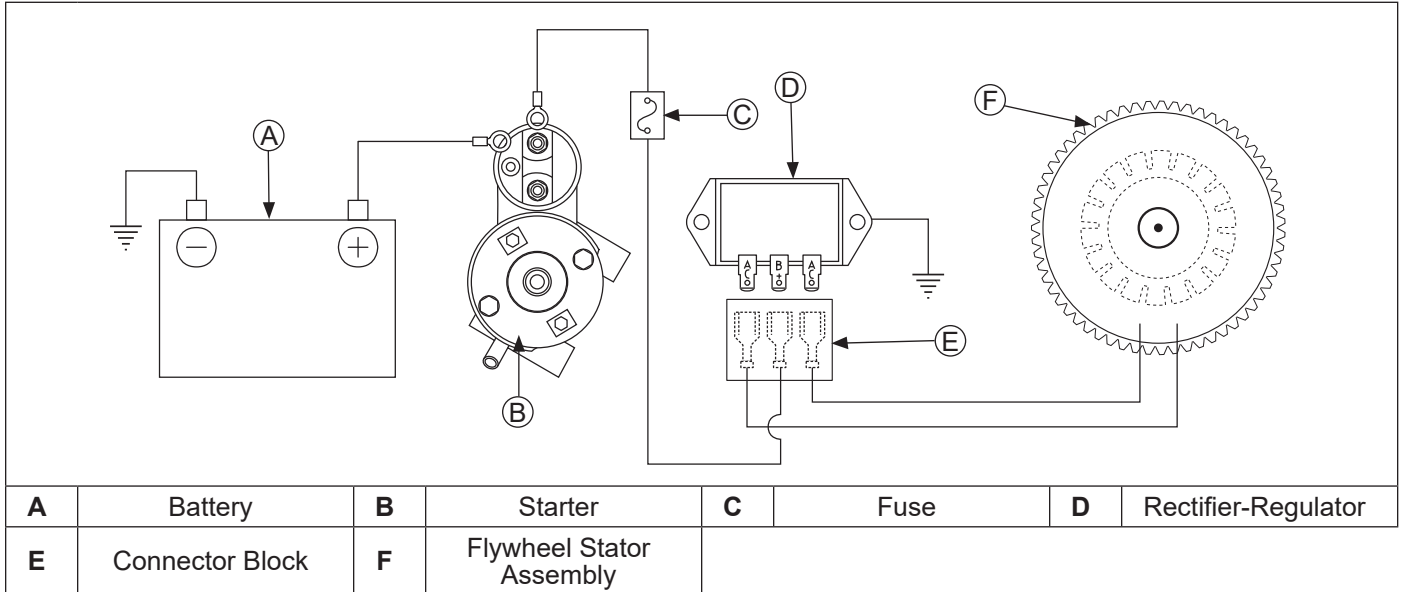 D
F
C
A
−
+
AC
B+
AC
E
B
A Battery B Starter C Fuse D Rectifier-Regulator
E Connector Block F Flywheel Stator
Assembly